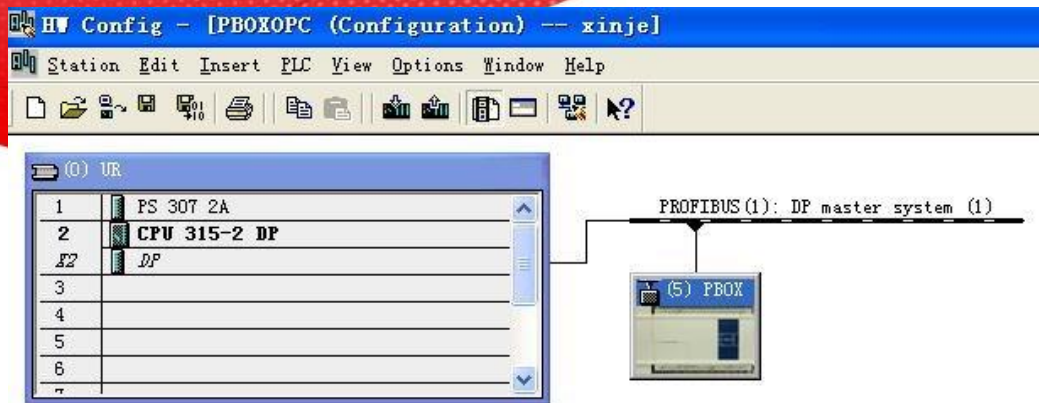 HW Config - [PBOXOPC (Configuration) -- xinje]
Station Edit Insert PLC View Options Window Help
(0) UR
1 PS 307 2A
2 CPU 315-2 DP
X2 DP
3
4
5
6
7
PROFIBUS(1): DP master system (1)
(5) PBOX